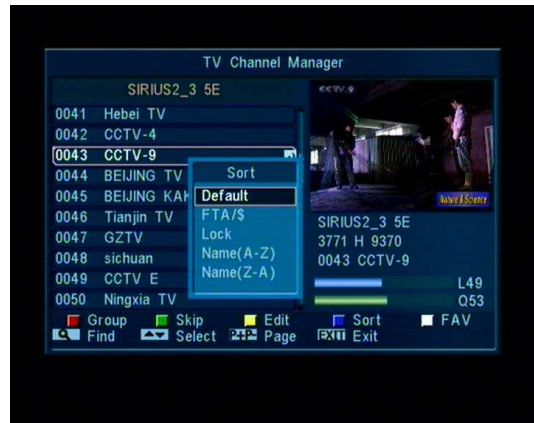 TV Channel Manager
SIRIUS2_3 5E
0041 Hebei TV
0042 CCTV-4
0043 CCTV-9
0044 BEIJING TV
0045 BEIJING KAK
0046 Tianjin TV
0047 GZTV
0048 sichuan
0049 CCTV E
0050 Ningxia TV
Sort
Default
FTA/$
Lock
Name(A-Z)
Name(Z-A)
CCTV 9
Nature & Science
SIRIUS2_3 5E
3771 H 9370
0043 CCTV-9
L49
Q53
Group Skip Edit Sort FAV
Find Select P+P- Page EXIT Exit